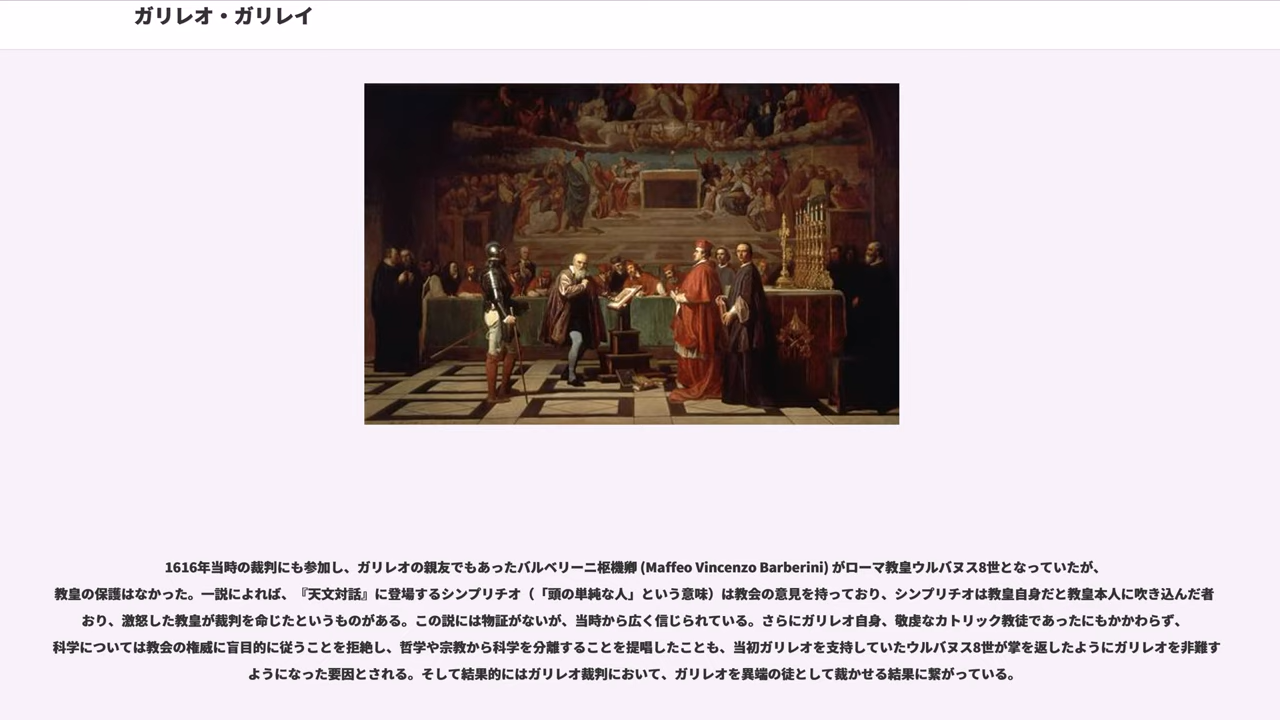 ガリレオ・ガリレイ
1616年当時の裁判にも参加し、ガリレオの親友でもあったバルベリーニ枢機卿 (Maffeo Vincenzo Barberini) がローマ教皇ウルバヌス8世となっていたが、
教皇の保護はなかった。一説によれば、『天文対話』に登場するシンプリチオ（「頭の単純な人」という意味）は教会の意見を持っており、シンプリチオは教皇自身だと教皇本人に吹き込んだ者
おり、激怒した教皇が裁判を命じたというものがある。この説には物証がないが、当時から広く信じられている。さらにガリレオ自身、敬虔なカトリック教徒であったにもかかわらず、
科学については教会の権威に盲目的に従うことを拒絶し、哲学や宗教から科学を分離することを提唱したことも、当初ガリレオを支持していたウルバヌス8世が掌を返したようにガリレオを非難す
ようになった要因とされる。そして結果的にはガリレオ裁判において、ガリレオを異端の徒として裁かせる結果に繋がっている。